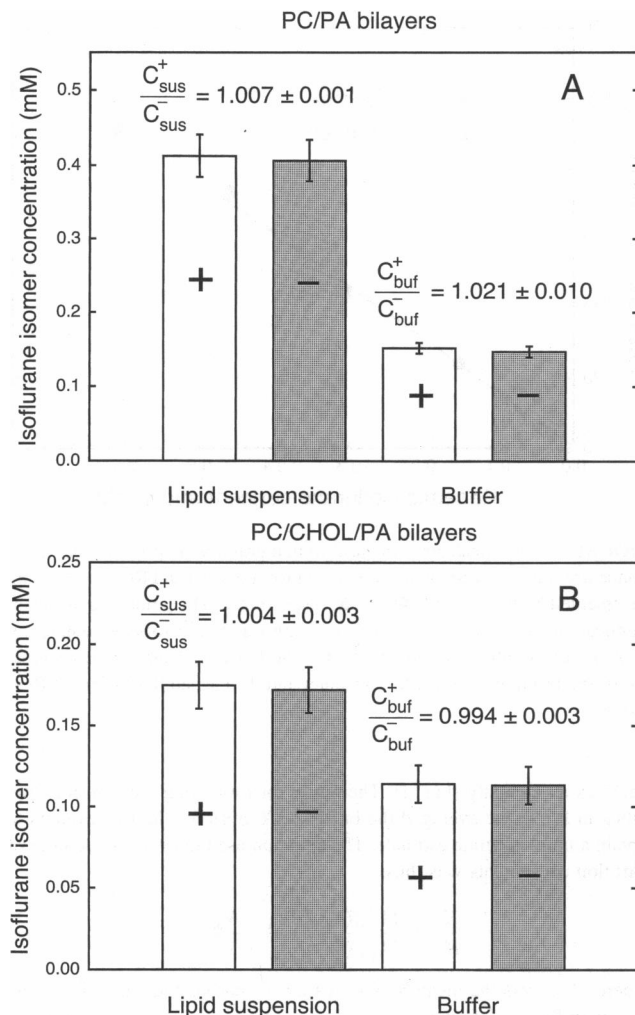 PC/PA bilayers
A
C+sus/C−sus = 1.007 ± 0.001
C+buf/C−buf = 1.021 ± 0.010
Isoflurane isomer concentration (mM)
0.5
0.4
0.3
0.2
0.1
0.0
+
−
+
−
Lipid suspension
Buffer
PC/CHOL/PA bilayers
B
C+sus/C−sus = 1.004 ± 0.003
C+buf/C−buf = 0.994 ± 0.003
Isoflurane isomer concentration (mM)
0.25
0.20
0.15
0.10
0.05
0.00
+
−
+
−
Lipid suspension
Buffer